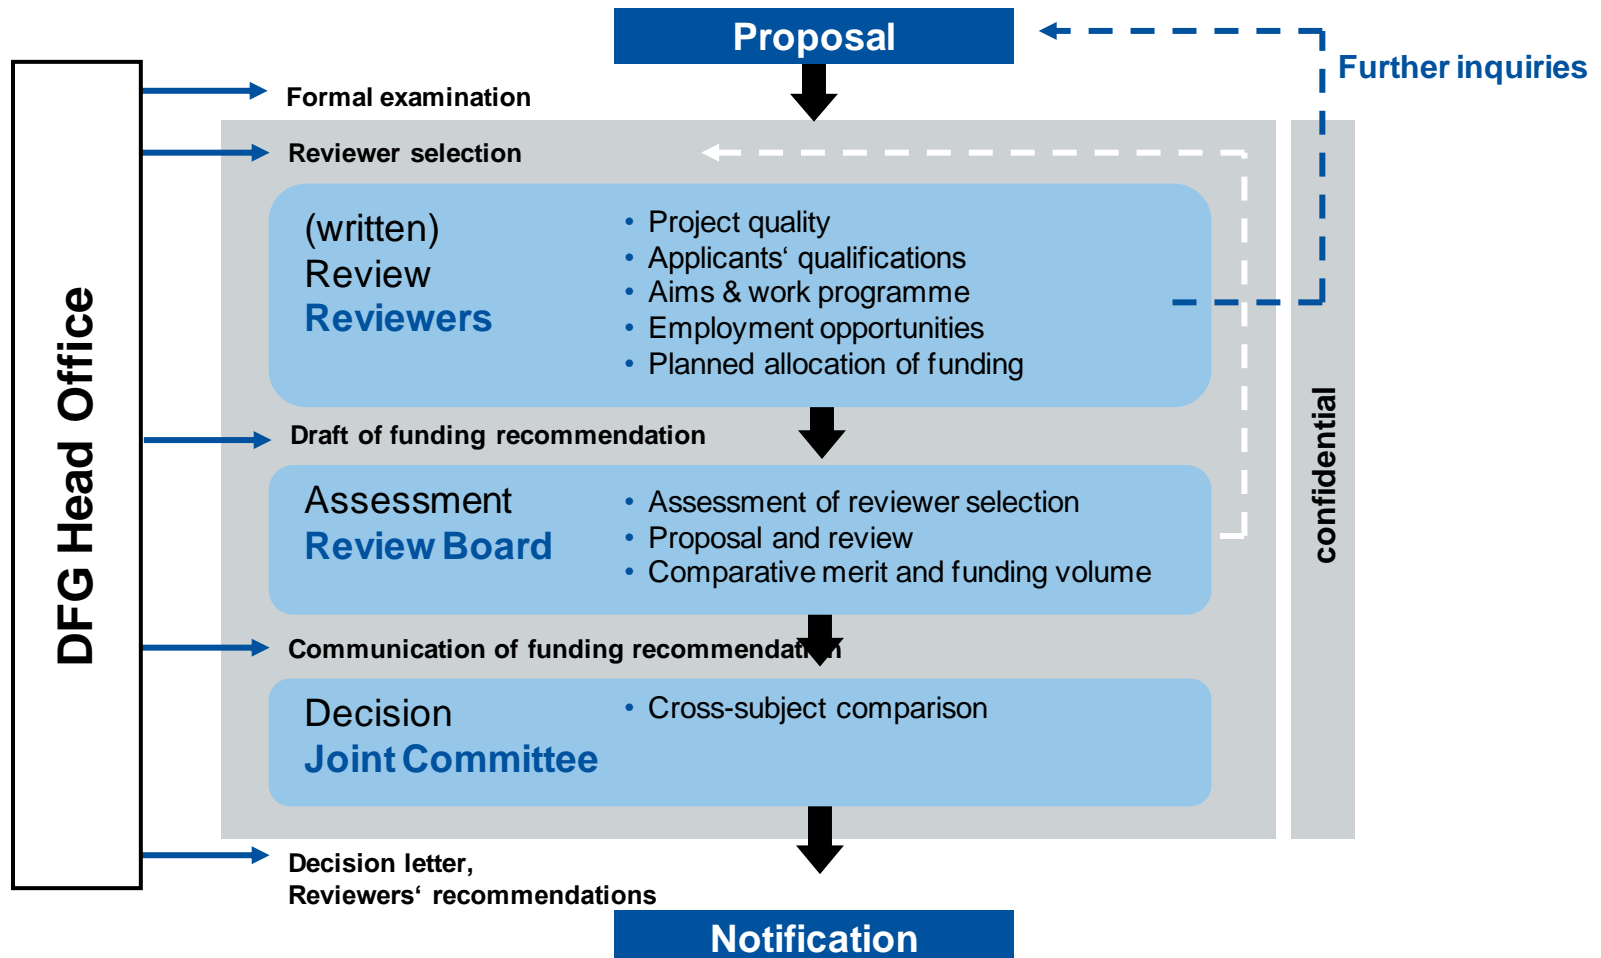 Proposal
Further inquiries
DFG Head Office
Formal examination
Reviewer selection
(written)
Review
Reviewers
• Project quality
• Applicants‘ qualifications
• Aims & work programme
• Employment opportunities
• Planned allocation of funding
confidential
Draft of funding recommendation
Assessment
Review Board
• Assessment of reviewer selection
• Proposal and review
• Comparative merit and funding volume
Communication of funding recommendation
Decision
Joint Committee
• Cross-subject comparison
Decision letter,
Reviewers‘ recommendations
Notification